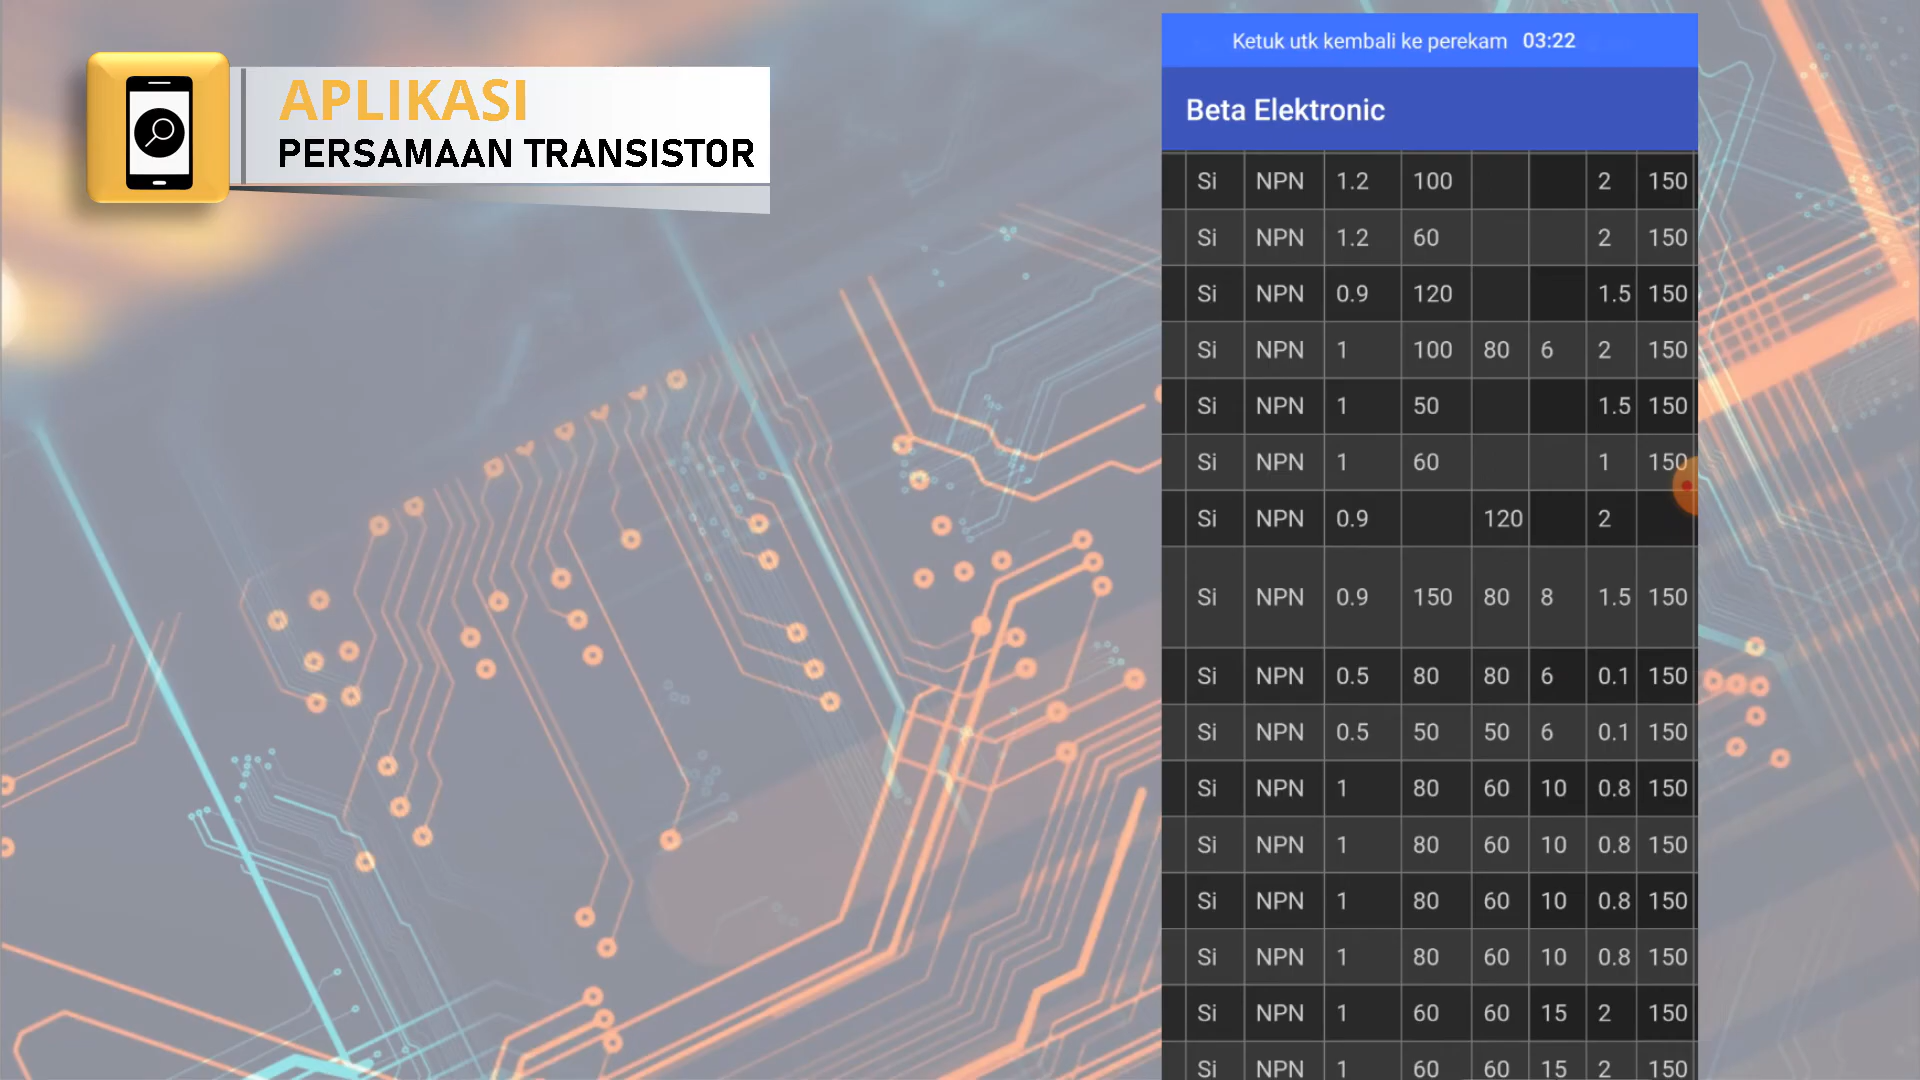 APLIKASI
PERSAMAAN TRANSISTOR
Ketuk utk kembali ke perekam 03:22
Beta Elektronic
Si NPN 1.2 100 2 150
Si NPN 1.2 60 2 150
Si NPN 0.9 120 1.5 150
Si NPN 1 100 80 6 2 150
Si NPN 1 50 1.5 150
Si NPN 1 60 1 150
Si NPN 0.9 120 2
Si NPN 0.9 150 80 8 1.5 150
Si NPN 0.5 80 80 6 0.1 150
Si NPN 0.5 50 50 6 0.1 150
Si NPN 1 80 60 10 0.8 150
Si NPN 1 80 60 10 0.8 150
Si NPN 1 80 60 10 0.8 150
Si NPN 1 80 60 10 0.8 150
Si NPN 1 60 60 15 2 150
Si NPN 1 60 60 15 2 150